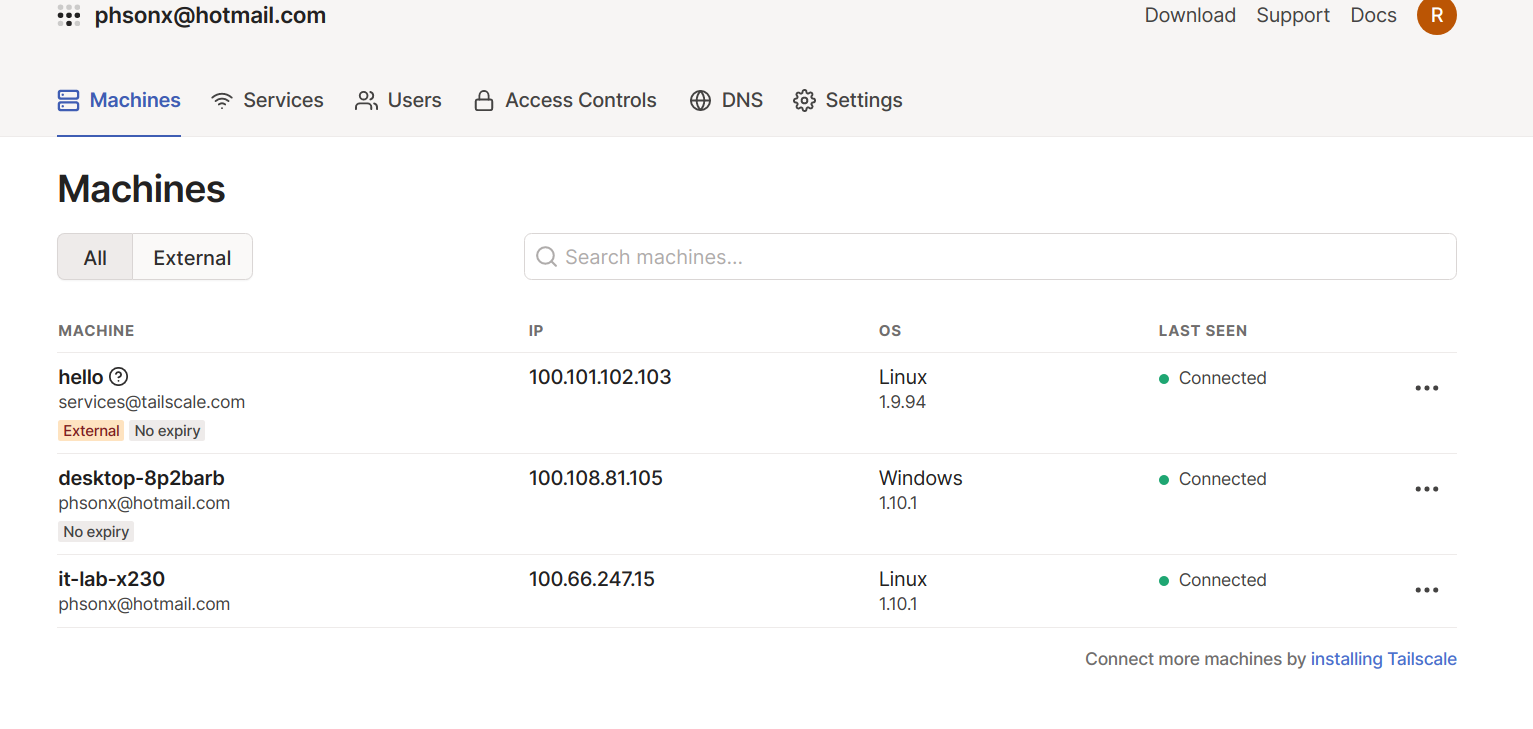 phsonx@hotmail.com Download Support Docs R
Machines Services Users Access Controls DNS Settings
Machines
All External Search machines...
MACHINE IP OS LAST SEEN
hello 100.101.102.103 Linux Connected
services@tailscale.com 1.9.94
External No expiry
desktop-8p2barb 100.108.81.105 Windows Connected
phsonx@hotmail.com 1.10.1
No expiry
it-lab-x230 100.66.247.15 Linux Connected
phsonx@hotmail.com 1.10.1
Connect more machines by installing Tailscale